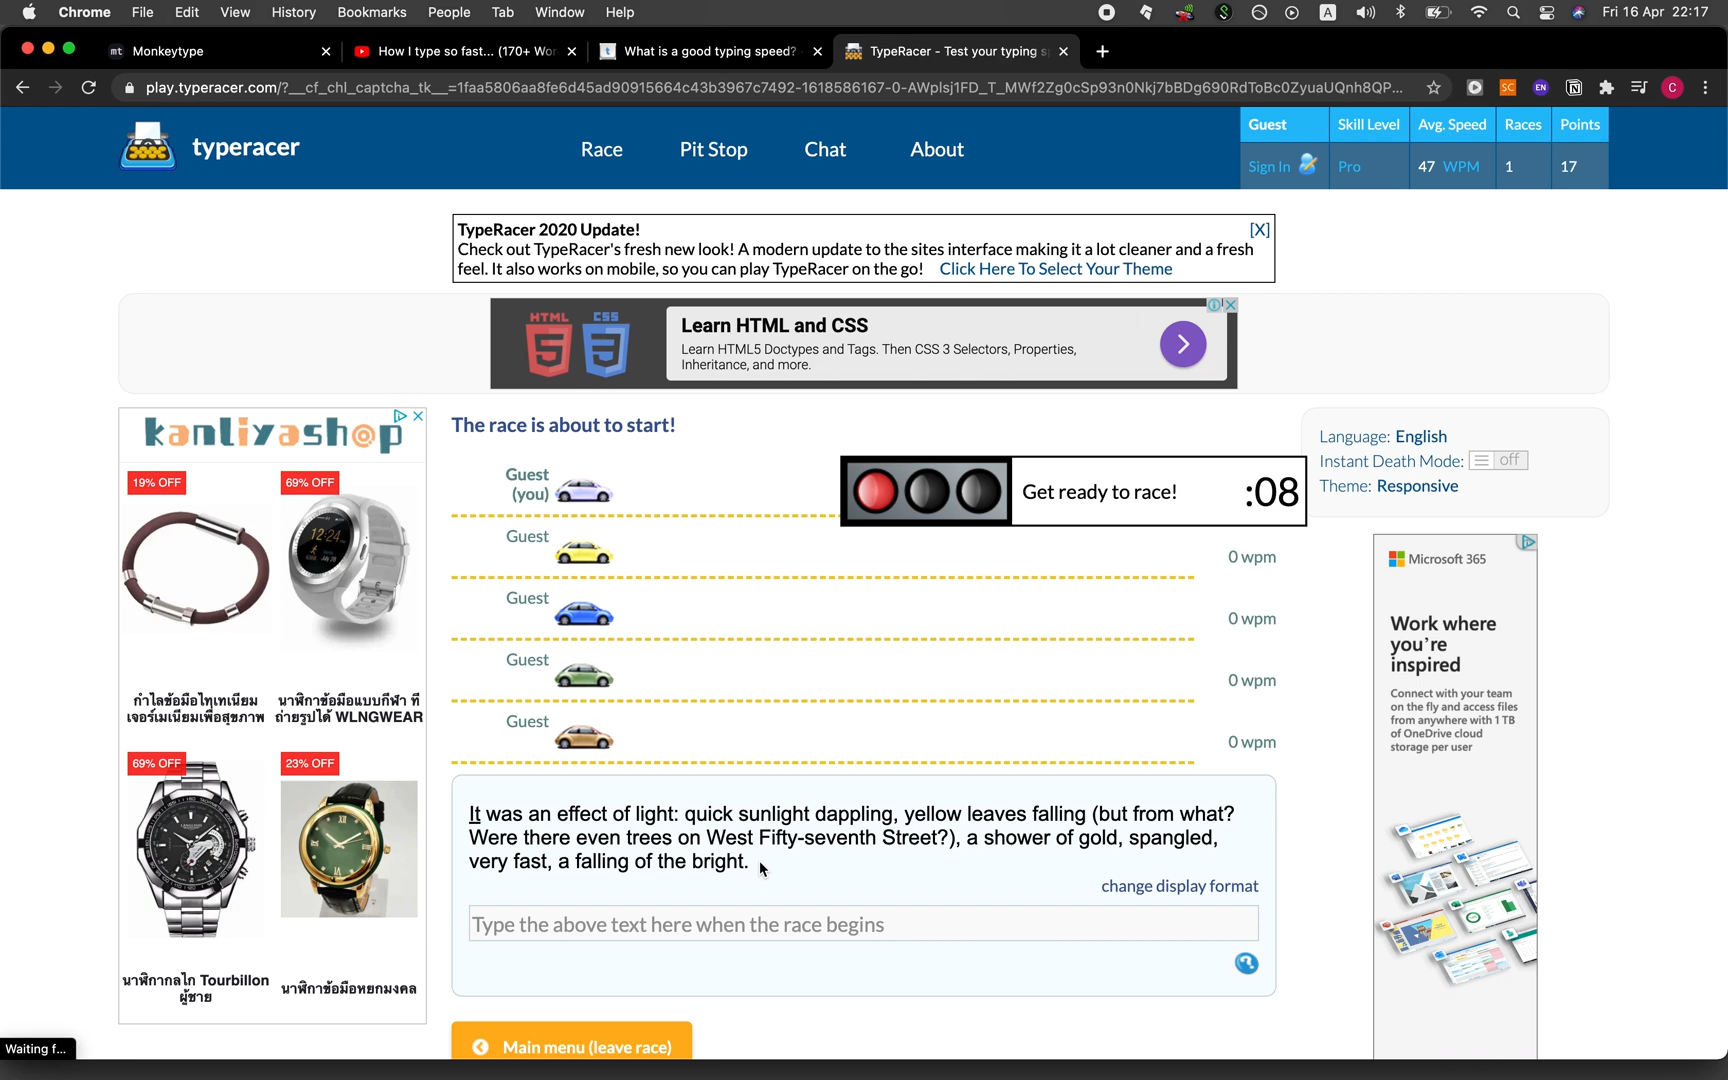 Chrome File Edit View History Bookmarks People Tab Window Help A Fri 16 Apr 22:17
mt Monkeytype How I type so fast... (170+ Wor t What is a good typing speed? TypeRacer - Test your typing s
play.typeracer.com/?__cf_chl_captcha_tk__=1faa5806aa8fe6d45ad90915664c43b3967c7492-1618586167-0-AWplsj1FD_T_MWf2Zg0cSp93n0Nkj7bBDg690RdToBc0ZyuaUQnh8QP... SC EN C
typeracer
Race Pit Stop Chat About
Guest Skill Level Avg. Speed Races Points
Sign In Pro 47 WPM 1 17
TypeRacer 2020 Update! [X]
Check out TypeRacer's fresh new look! A modern update to the sites interface making it a lot cleaner and a fresh
feel. It also works on mobile, so you can play TypeRacer on the go! Click Here To Select Your Theme
HTML CSS
5 3
Learn HTML and CSS
Learn HTML5 Doctypes and Tags. Then CSS 3 Selectors, Properties,
Inheritance, and more.
kanliyashop
19% OFF 69% OFF
12:24
กำไลข้อมือไทเทเนียม
เจอร์เมเนียมเพื่อสุขภาพ
นาฬิกาข้อมือแบบกีฬา ที
ถ่ายรูปได้ WLNGWEAR
69% OFF 23% OFF
นาฬิกากลไก Tourbillon
ผู้ชาย
นาฬิกาข้อมือหยกมงคล
The race is about to start!
Guest
(you)
Get ready to race! :08
Guest 0 wpm
Guest 0 wpm
Guest 0 wpm
Guest 0 wpm
It was an effect of light: quick sunlight dappling, yellow leaves falling (but from what?
Were there even trees on West Fifty-seventh Street?), a shower of gold, spangled,
very fast, a falling of the bright.
change display format
Type the above text here when the race begins
Main menu (leave race)
Language: English
Instant Death Mode: off
Theme: Responsive
Microsoft 365
Work where
you're
inspired
Connect with your team
on the fly and access files
from anywhere with 1 TB
of OneDrive cloud
storage per user
Waiting f...